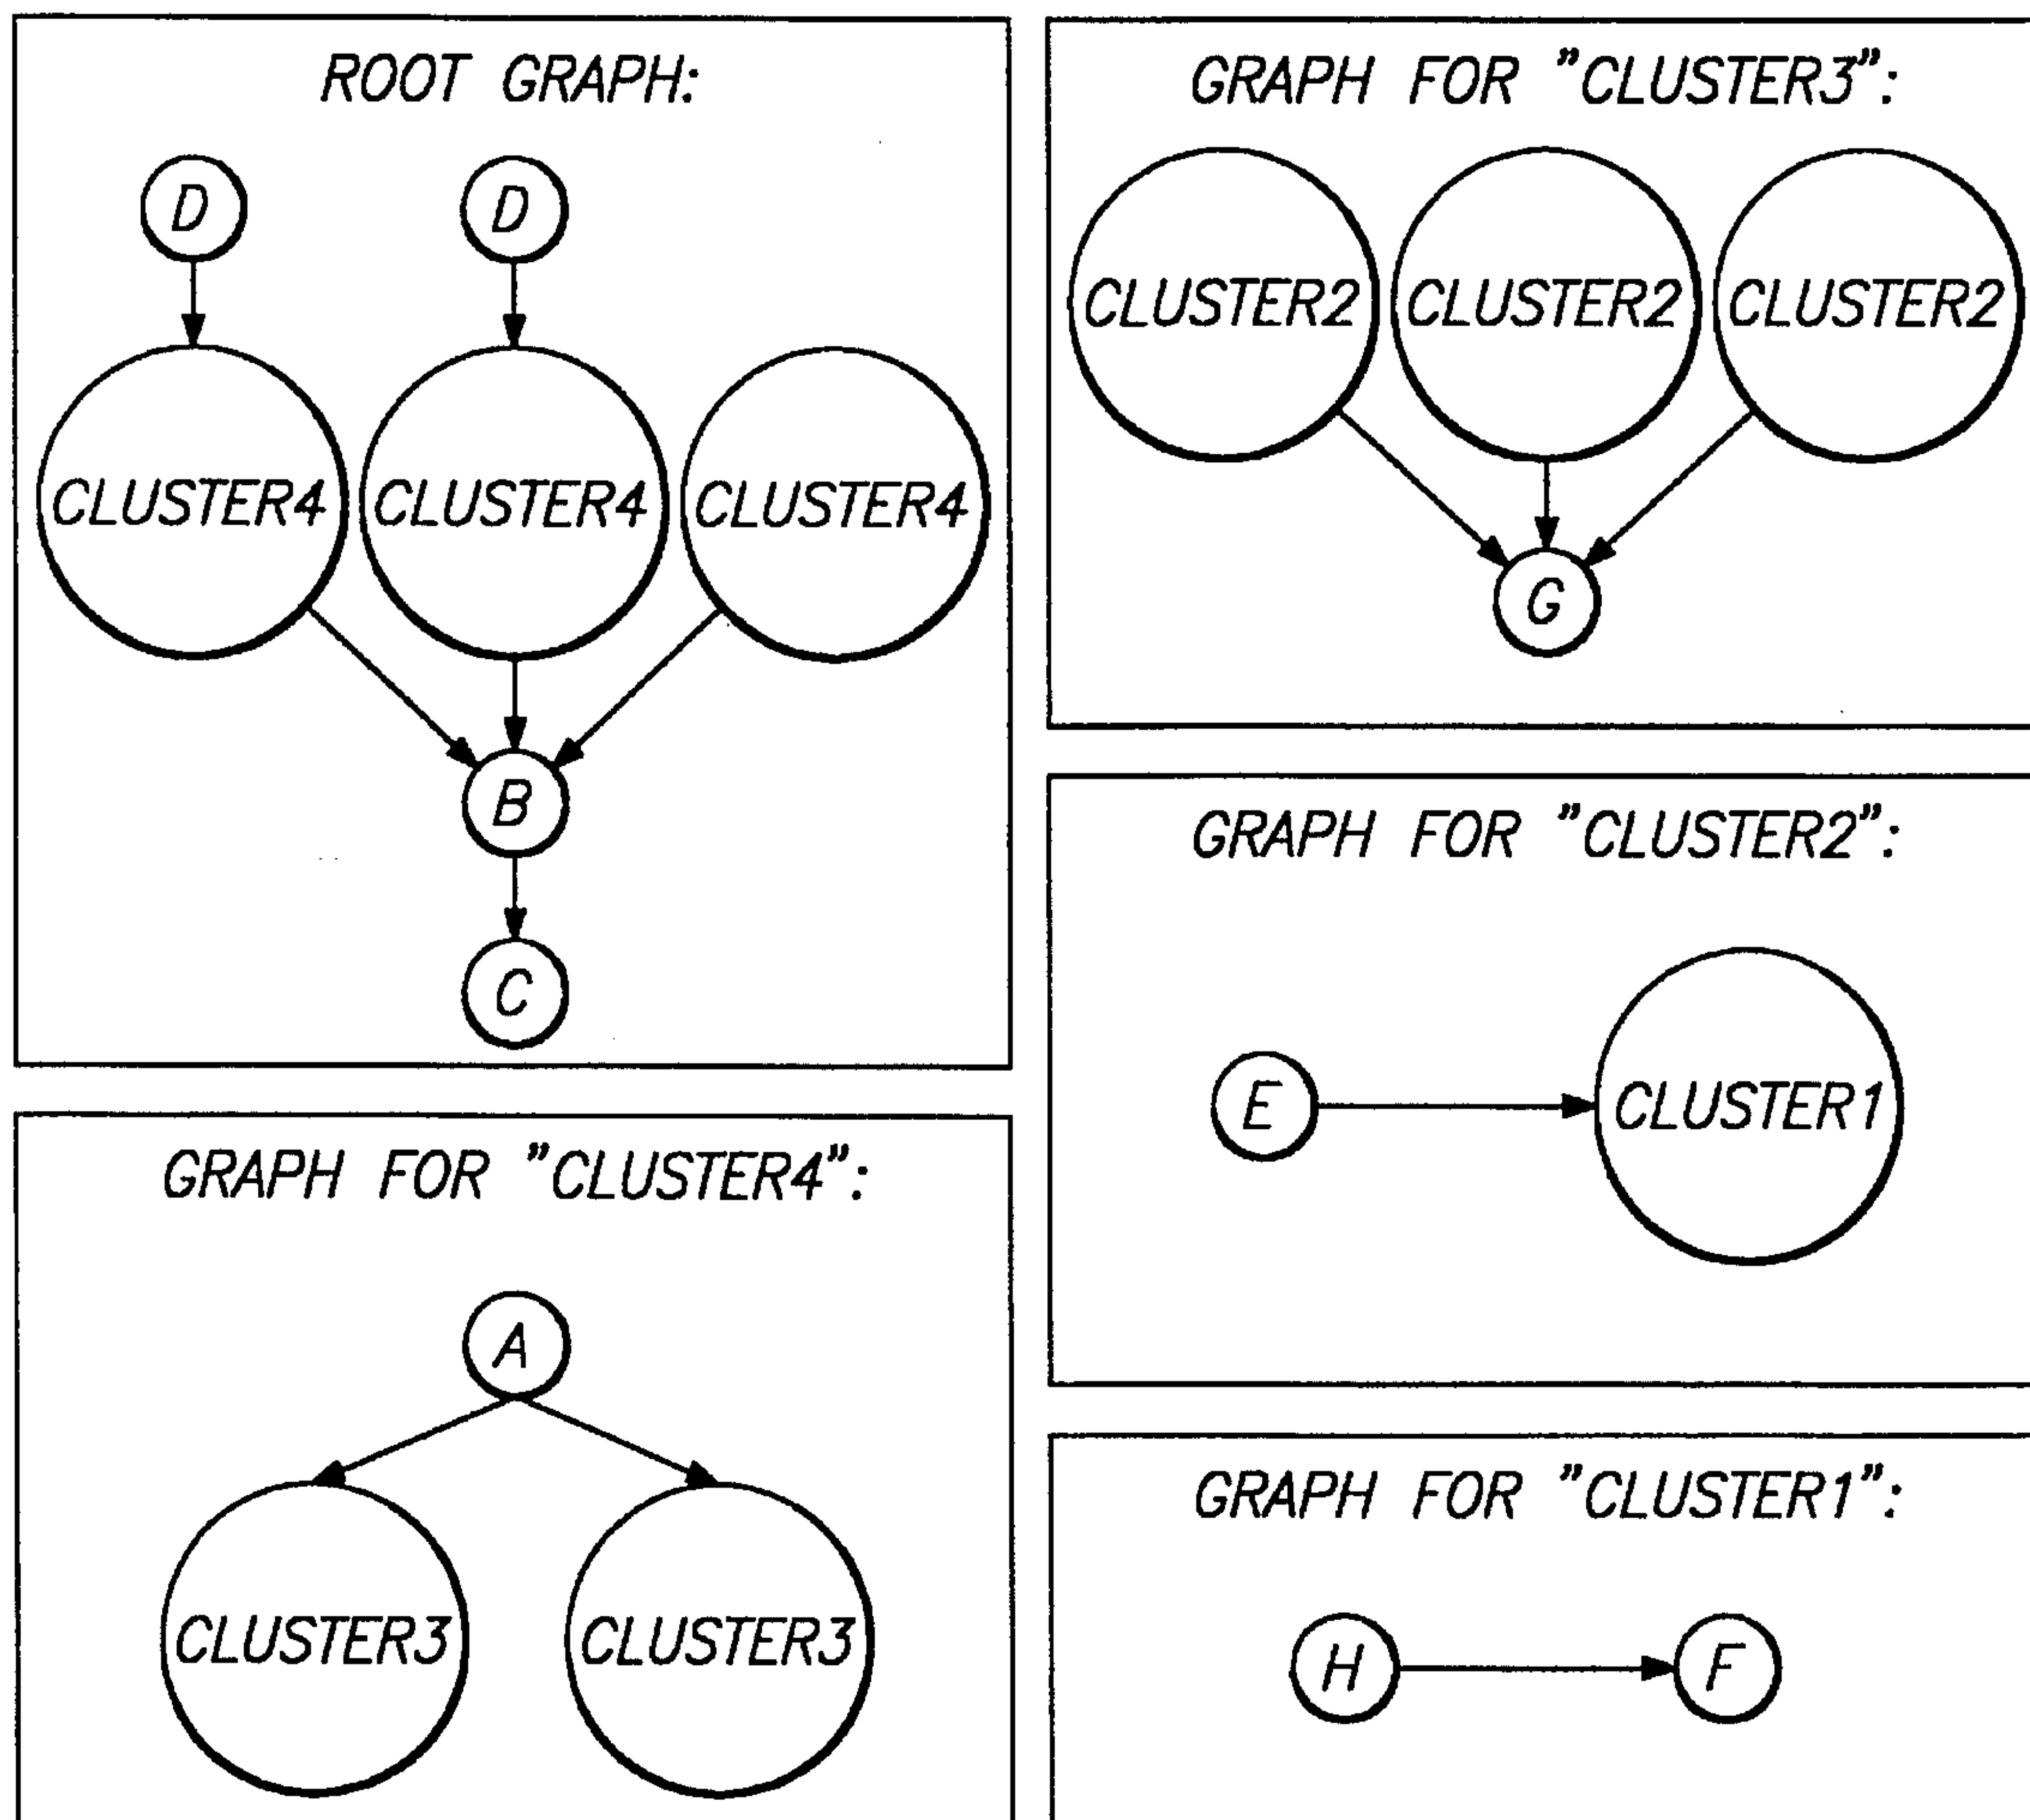 ROOT GRAPH:
D D
CLUSTER4 CLUSTER4 CLUSTER4
B
C
GRAPH FOR "CLUSTER4":
A
CLUSTER3 CLUSTER3
GRAPH FOR "CLUSTER3":
CLUSTER2 CLUSTER2 CLUSTER2
G
GRAPH FOR "CLUSTER2":
E CLUSTER1
GRAPH FOR "CLUSTER1":
H F